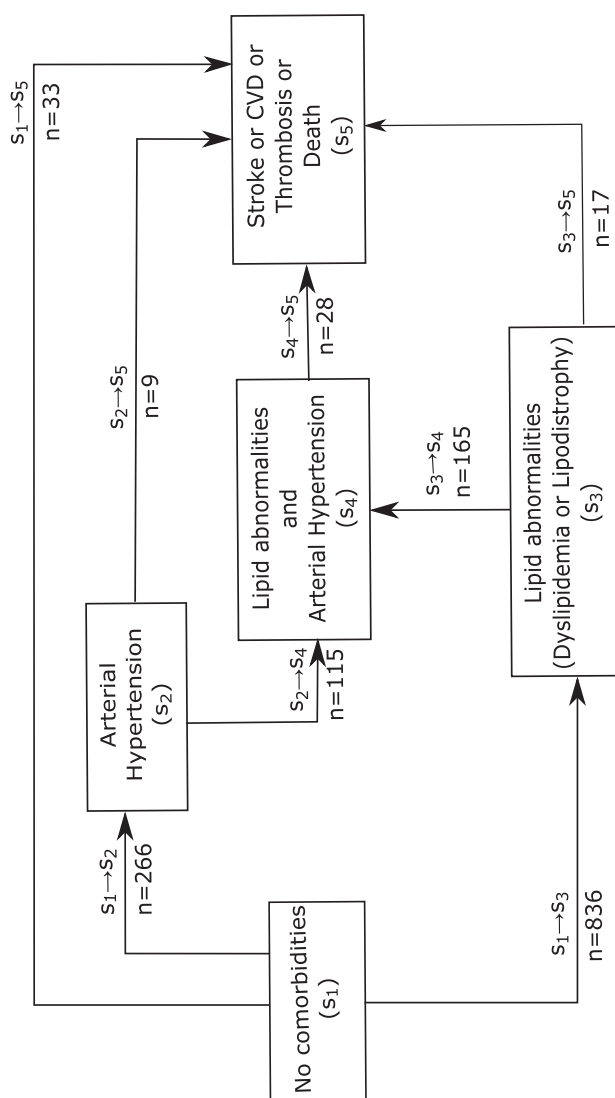 No comorbidities
(s₁)
s₁→s₅
n=33
s₁→s₂
n=266
s₁→s₃
n=836
Arterial
Hypertension
(s₂)
s₂→s₅
n=9
s₂→s₄
n=115
Lipid abnormalities
and
Arterial Hypertension
(s₄)
s₄→s₅
n=28
Lipid abnormalities
(Dyslipidemia or Lipodistrophy)
(s₃)
s₃→s₄
n=165
s₃→s₅
n=17
Stroke or CVD or
Thrombosis or
Death
(s₅)